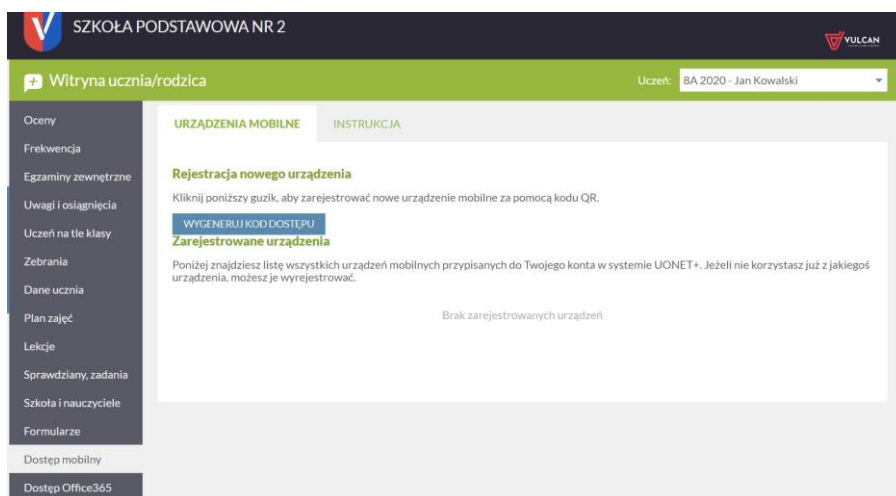 SZKOŁA PODSTAWOWA NR 2
VULCAN
Witryna ucznia/rodzica
Uczeń:
8A 2020 - Jan Kowalski
Oceny
Frekwencja
Egzaminy zewnętrzne
Uwagi i osiągnięcia
Uczeń na tle klasy
Zebrania
Dane ucznia
Plan zajęć
Lekcje
Sprawdziany, zadania
Szkoła i nauczyciele
Formularze
Dostęp mobilny
Dostęp Office365
URZĄDZENIA MOBILNE
INSTRUKCJA
Rejestracja nowego urządzenia
Kliknij poniższy guzik, aby zarejestrować nowe urządzenie mobilne za pomocą kodu QR.
WYGENERUJ KOD DOSTĘPU
Zarejestrowane urządzenia
Poniżej znajdziesz listę wszystkich urządzeń mobilnych przypisanych do Twojego konta w systemie UONET+. Jeżeli nie korzystasz już z jakiegoś
urządzenia, możesz je wyrejestrować.
Brak zarejestrowanych urządzeń